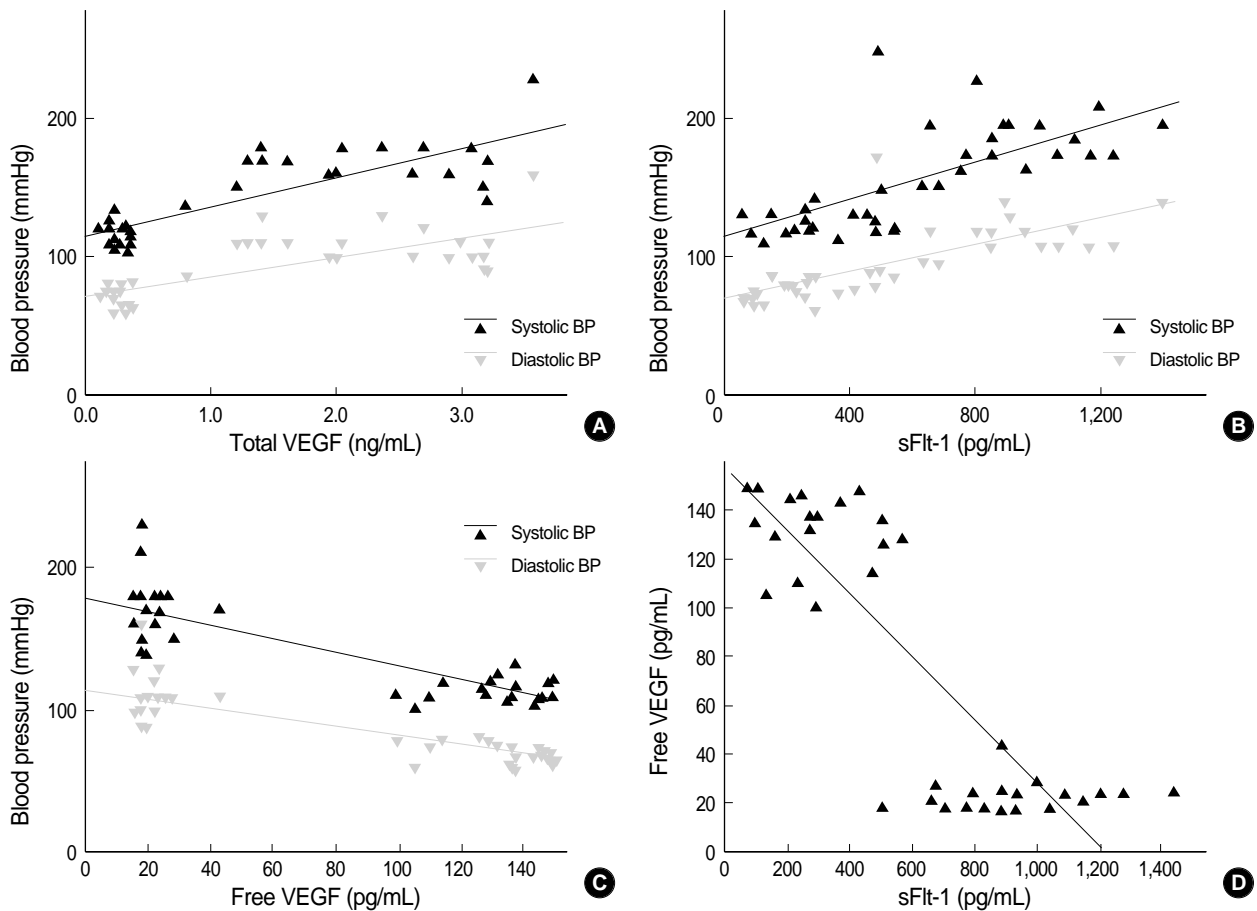 Blood pressure (mmHg)
200
100
0
0.0 1.0 2.0 3.0
Total VEGF (ng/mL)
Systolic BP
Diastolic BP
A
Blood pressure (mmHg)
200
100
0
0 400 800 1,200
sFlt-1 (pg/mL)
Systolic BP
Diastolic BP
B
Blood pressure (mmHg)
200
100
0
0 20 40 60 80 100 120 140
Free VEGF (pg/mL)
Systolic BP
Diastolic BP
C
Free VEGF (pg/mL)
140
120
100
80
60
40
20
0
0 200 400 600 800 1,000 1,200 1,400
sFlt-1 (pg/mL)
D